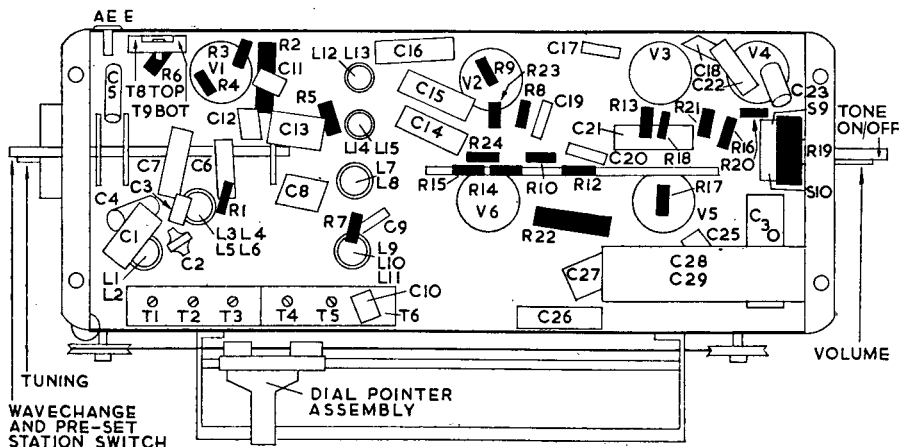 AE E
C5
R6
T8 TOP
T9 BOT
R3
V1
R4
R2
C11
C12
R5
C13
L12 L13
L14 L15
C16
C15
C14
V2
R9
R23
R8
C19
R24
C17
V3
V4
C18
C22
C23
S9
TONE
ON/OFF
R13
C21
R18
R21
R16
R20
R19
S10
C20
C7
C6
C3
C4
C1
C2
R1
L3 L4
L5 L6
L1
L2
C8
L7
L8
R7
C9
L9
L10
L11
R15
R14
R10
R12
V6
R22
R17
V5
C25
C30
C27
C28
C29
C26
C10
T1
T2
T3
T4
T5
T6
VOLUME
TUNING
WAVECHANGE
AND PRE-SET
STATION SWITCH
DIAL POINTER
ASSEMBLY